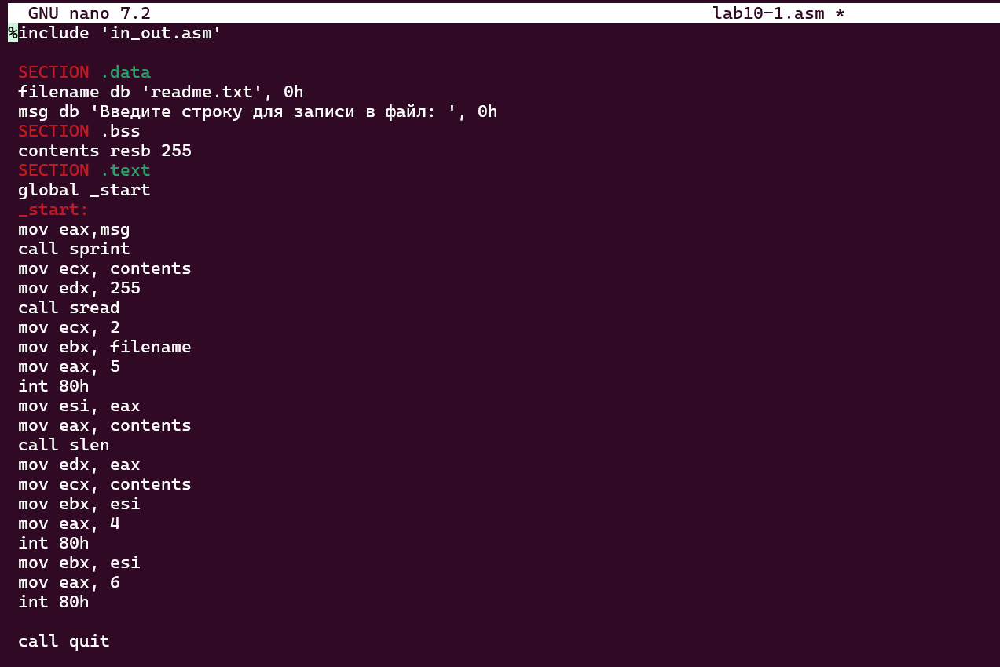 GNU nano 7.2 lab10-1.asm *
%include 'in_out.asm'
SECTION .data
filename db 'readme.txt', 0h
msg db 'Введите строку для записи в файл: ', 0h
SECTION .bss
contents resb 255
SECTION .text
global _start
_start:
mov eax,msg
call sprint
mov ecx, contents
mov edx, 255
call sread
mov ecx, 2
mov ebx, filename
mov eax, 5
int 80h
mov esi, eax
mov eax, contents
call slen
mov edx, eax
mov ecx, contents
mov ebx, esi
mov eax, 4
int 80h
mov ebx, esi
mov eax, 6
int 80h
call quit